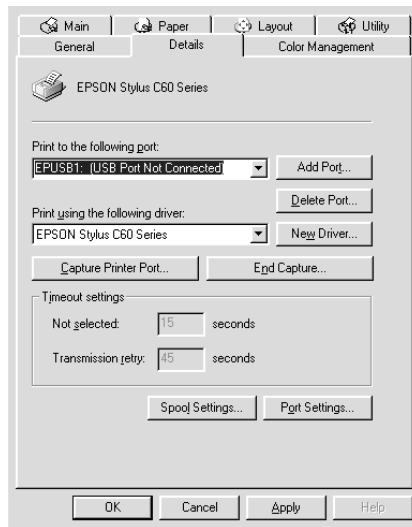 Main Paper Layout Utility
General Details Color Management
EPSON Stylus C60 Series
Print to the following port:
EPUSB1: (USB Port Not Connected)
Add Port...
Delete Port...
Print using the following driver:
EPSON Stylus C60 Series
New Driver...
Capture Printer Port... End Capture...
Timeout settings
Not selected: 15 seconds
Transmission retry: 45 seconds
Spool Settings... Port Settings...
OK Cancel Apply Help